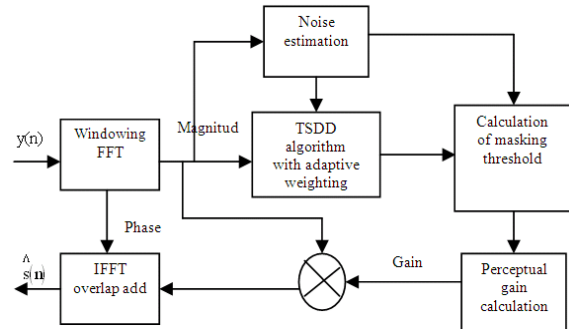 Noise
estimation
y(n)
Windowing
FFT
Magnitud
TSDD
algorithm
with adaptive
weighting
Calculation
of masking
threshold
Phase
^
s(n)
IFFT
overlap add
Gain
Perceptual
gain
calculation